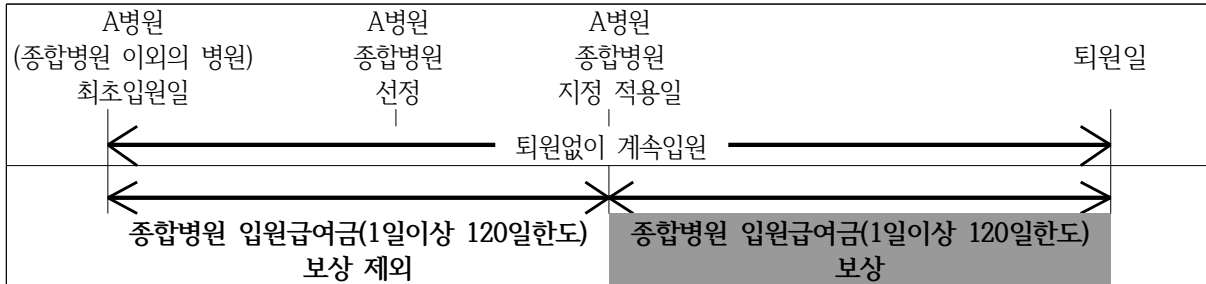 A병원
(종합병원 이외의 병원)
최초입원일
A병원
종합병원
선정
A병원
종합병원
지정 적용일
퇴원일
퇴원없이 계속입원
종합병원 입원급여금(1일이상 120일한도)
보상 제외
종합병원 입원급여금(1일이상 120일한도)
보상